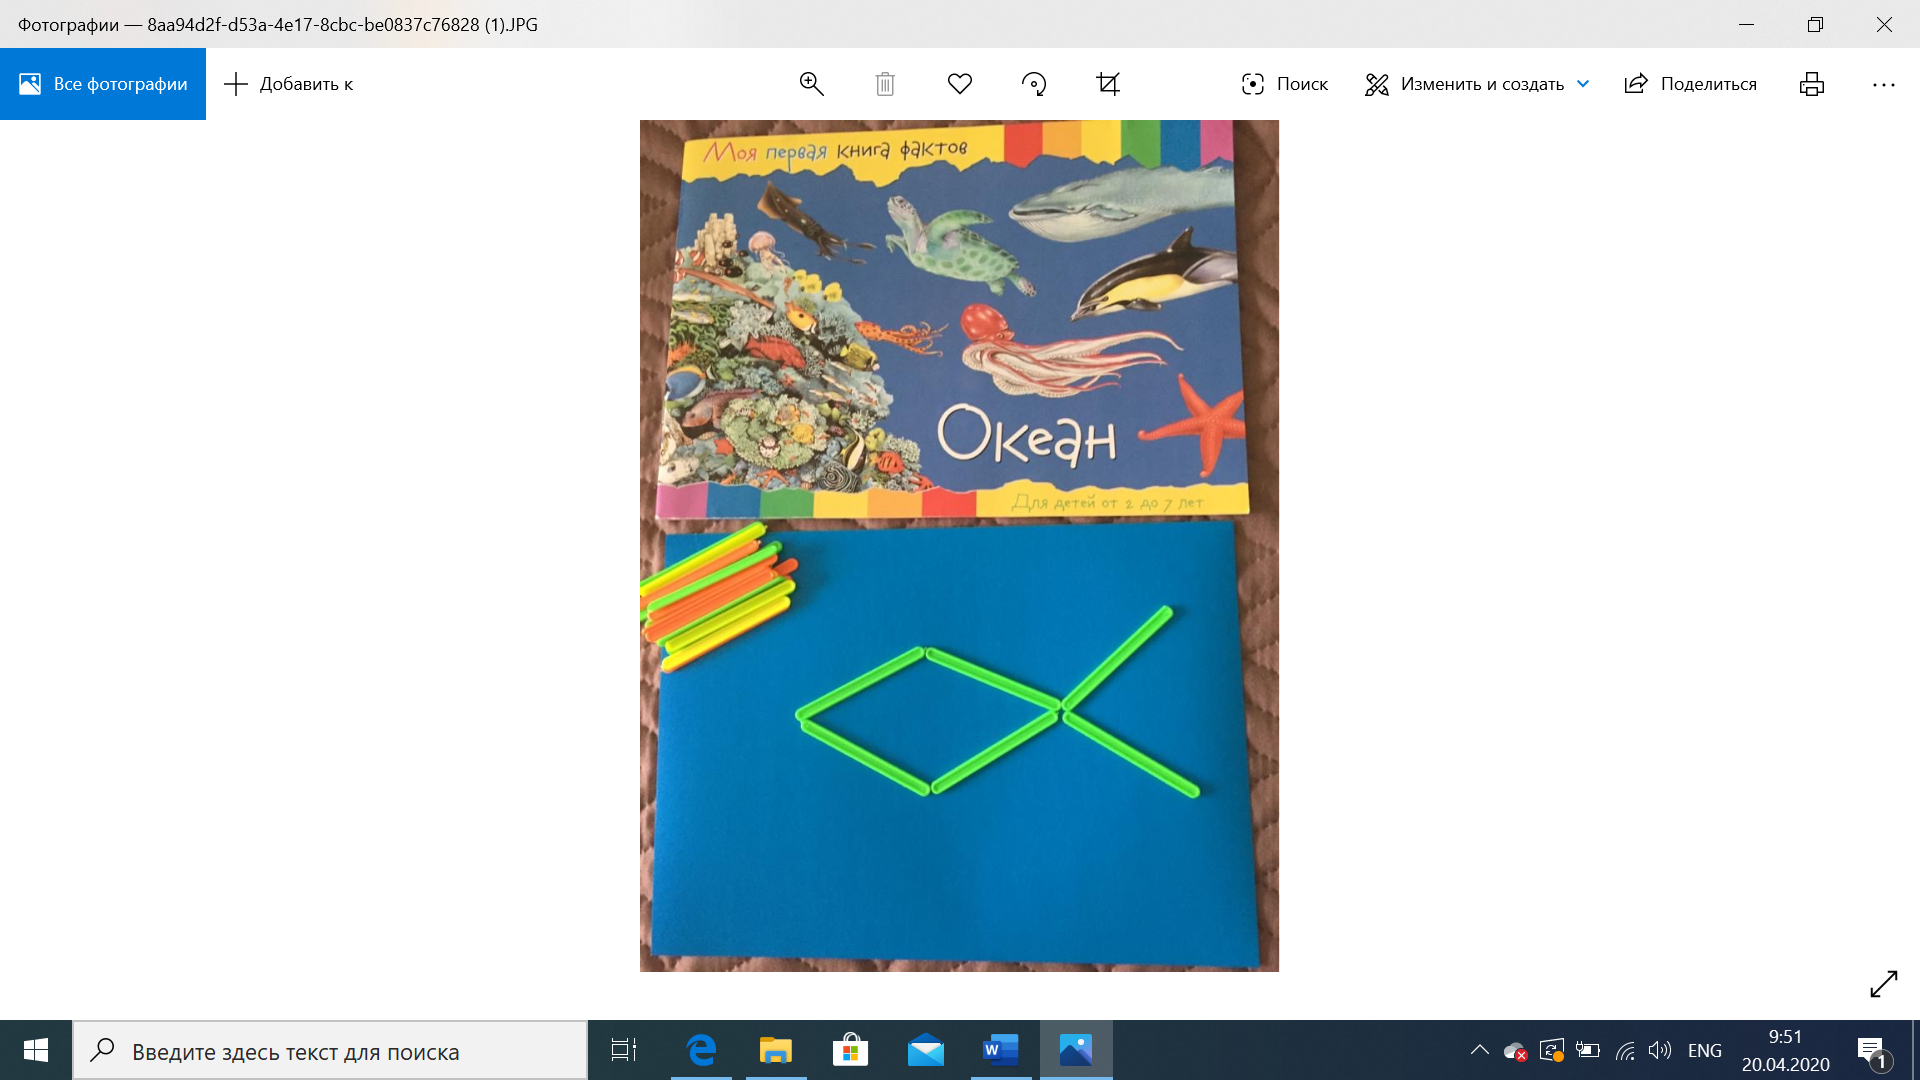 Фотографии — 8aa94d2f-d53a-4e17-8cbc-be0837c76828 (1).JPG
Все фотографии
Добавить к
Поиск
Изменить и создать
Поделиться
Моя первая книга фактов
Океан
Для детей от 2 до 7 лет
Введите здесь текст для поиска
W
ENG
9:51
20.04.2020
1